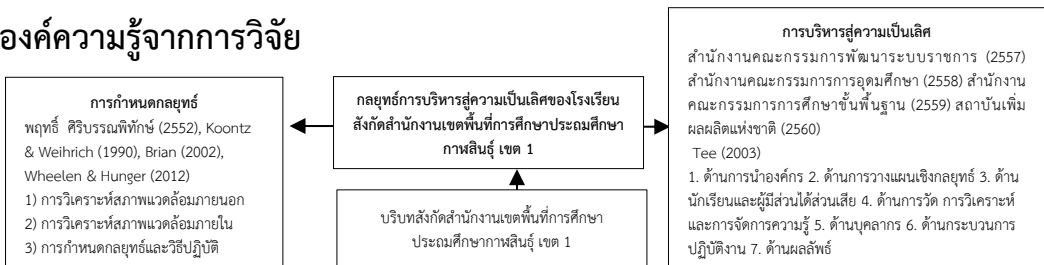 องค์ความรู้จากการวิจัย
การกำหนดกลยุทธ์
พฤทธิ์ ศิริบรรณพิทักษ์ (2552), Koontz
& Weihrich (1990), Brian (2002),
Wheelen & Hunger (2012)
1) การวิเคราะห์สภาพแวดล้อมภายนอก
2) การวิเคราะห์สภาพแวดล้อมภายใน
3) การกำหนดกลยุทธ์และวิธีปฏิบัติ
กลยุทธ์การบริหารสู่ความเป็นเลิศของโรงเรียน
สังกัดสำนักงานเขตพื้นที่การศึกษาประถมศึกษา
กาฬสินธุ์ เขต 1
บริบทสังกัดสำนักงานเขตพื้นที่การศึกษา
ประถมศึกษากาฬสินธุ์ เขต 1
การบริหารสู่ความเป็นเลิศ
สำนักงานคณะกรรมการพัฒนาระบบราชการ (2557)
สำนักงานคณะกรรมการการอุดมศึกษา (2558) สำนักงาน
คณะกรรมการการศึกษาขั้นพื้นฐาน (2559) สถาบันเพิ่ม
ผลผลิตแห่งชาติ (2560)
Tee (2003)
1. ด้านการนำองค์กร 2. ด้านการวางแผนเชิงกลยุทธ์ 3. ด้าน
นักเรียนและผู้มีส่วนได้ส่วนเสีย 4. ด้านการวัด การวิเคราะห์
และการจัดการความรู้ 5. ด้านบุคลากร 6. ด้านกระบวนการ
ปฏิบัติงาน 7. ด้านผลลัพธ์